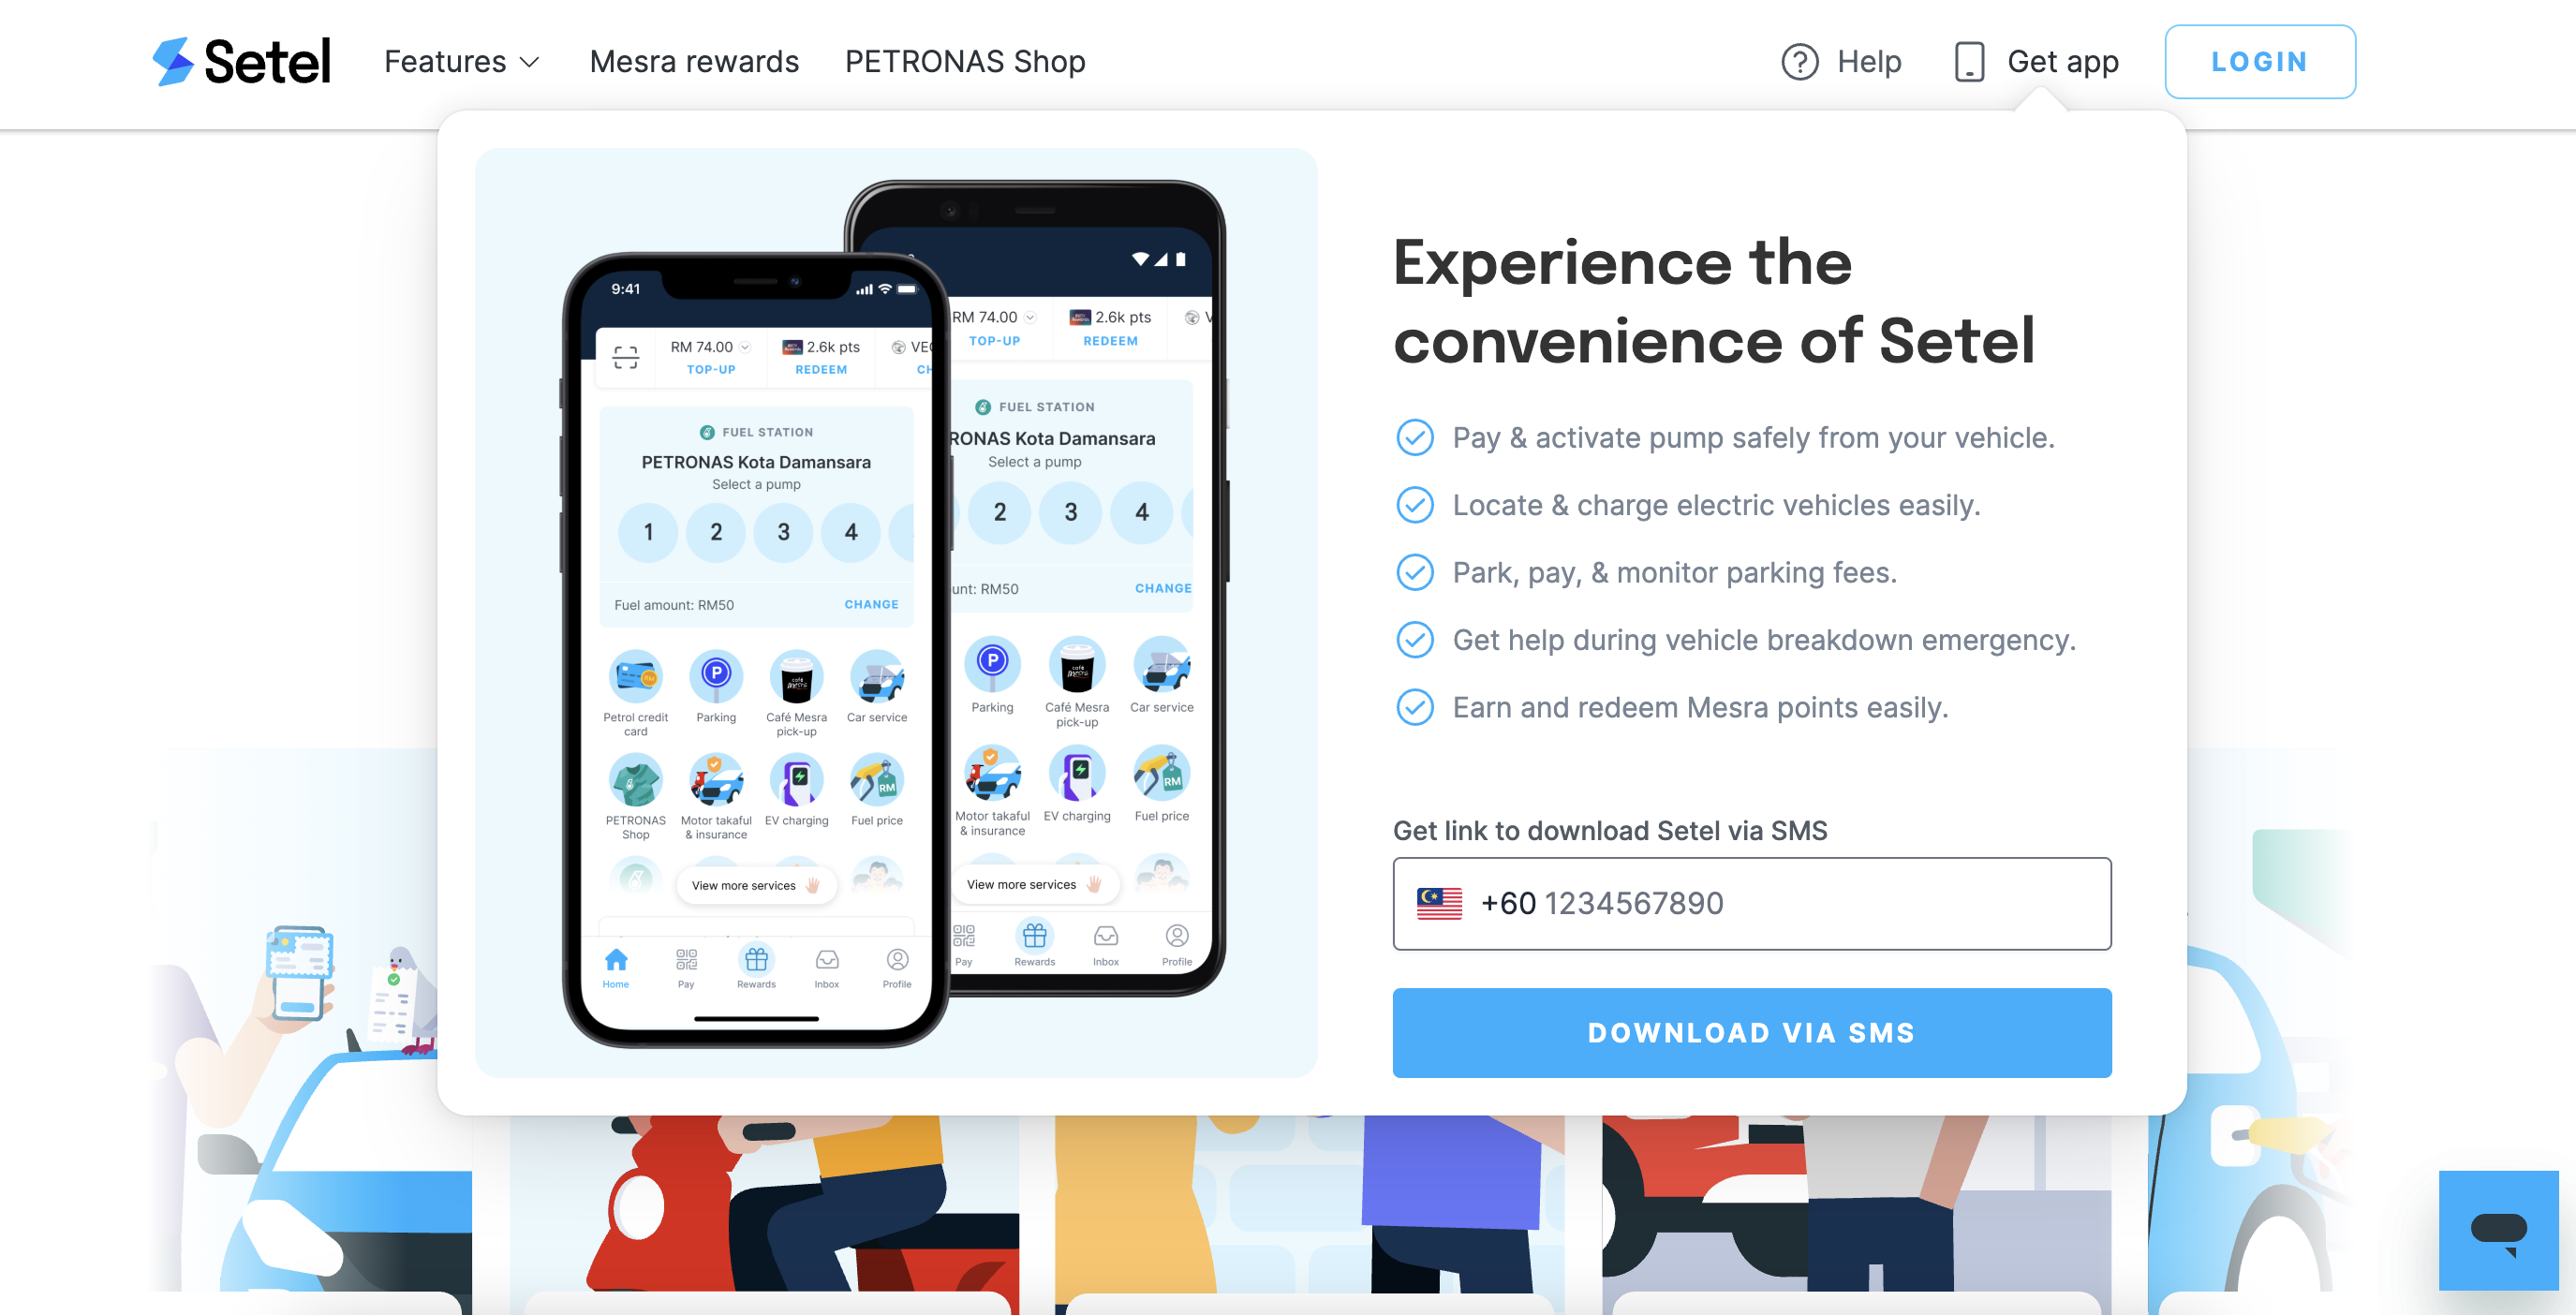 Setel
Features
Mesra rewards
PETRONAS Shop
Help
Get app
LOGIN
9:41
RM 74.00
TOP-UP
2.6k pts
REDEEM
FUEL STATION
PETRONAS Kota Damansara
Select a pump
1 2 3 4
Fuel amount: RM50
CHANGE
Petrol credit
card
Parking
Café Mesra
pick-up
Car service
PETRONAS
Shop
Motor takaful
& insurance
EV charging
Fuel price
RM
View more services
Home
Pay
Rewards
Inbox
Profile
RM 74.00
TOP-UP
2.6k pts
REDEEM
FUEL STATION
Kota Damansara
Select a pump
2 3 4
RM50
CHANGE
Parking
Café Mesra
pick-up
Car service
Motor takaful
& insurance
EV charging
Fuel price
RM
View more services
Pay
Rewards
Inbox
Profile
Experience the
convenience of Setel
Pay & activate pump safely from your vehicle.
Locate & charge electric vehicles easily.
Park, pay, & monitor parking fees.
Get help during vehicle breakdown emergency.
Earn and redeem Mesra points easily.
Get link to download Setel via SMS
+60 1234567890
DOWNLOAD VIA SMS